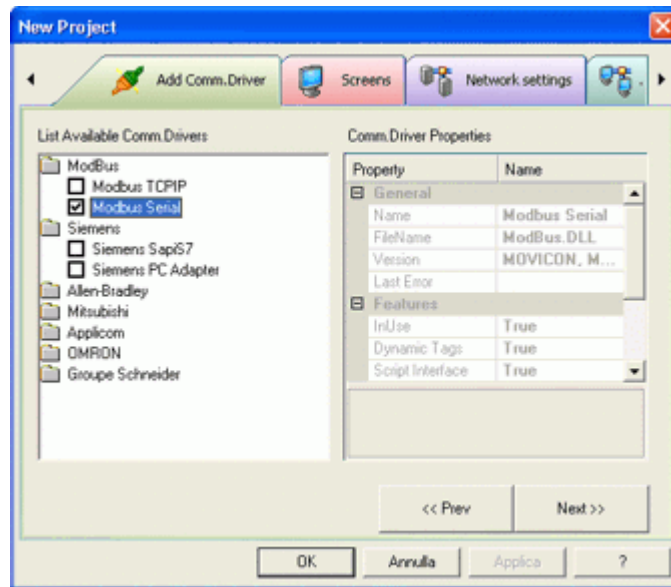 New Project
Add Comm.Driver
Screens
Network settings
List Available Comm.Drivers
ModBus
Modbus TCPIP
Modbus Serial
Siemens
Siemens SapiS7
Siemens PC Adapter
Allen-Bradley
Mitsubishi
Applicom
OMRON
Groupe Schneider
Comm.Driver Properties
Property Name
General
Name Modbus Serial
FileName ModBus.DLL
Version MOVICON, M...
Last Error
Features
InUse True
Dynamic Tags True
Script Interface True
<< Prev Next >>
OK Annulla Applica ?